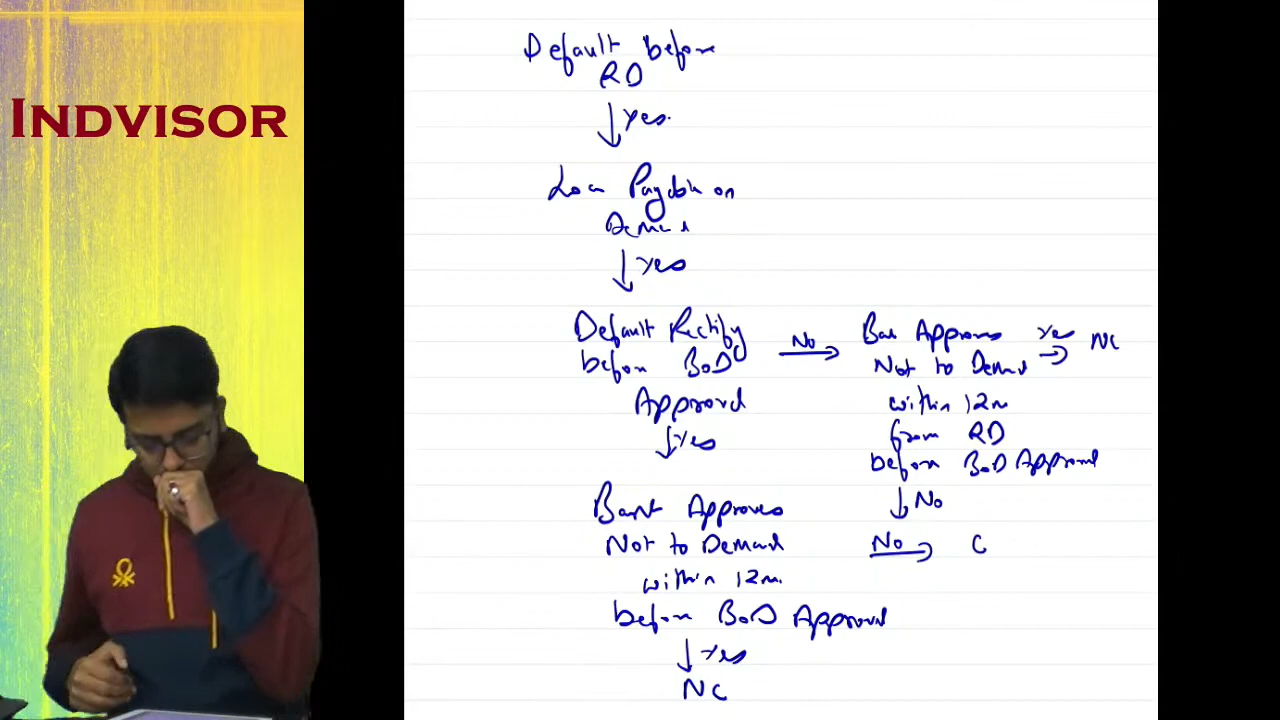 INDVISOR
Default before
RD
Yes.
Loan Payable on
Demand
Yes
Default Rectify
before BOD
Approval
No
Bank Approves
Not to Demand
within 12m
from RD
before BOD Approval
Yes
NC
Yes
No
Bank Approves
Not to Demand
within 12m.
before BOD Approval
No
C
Yes
NC